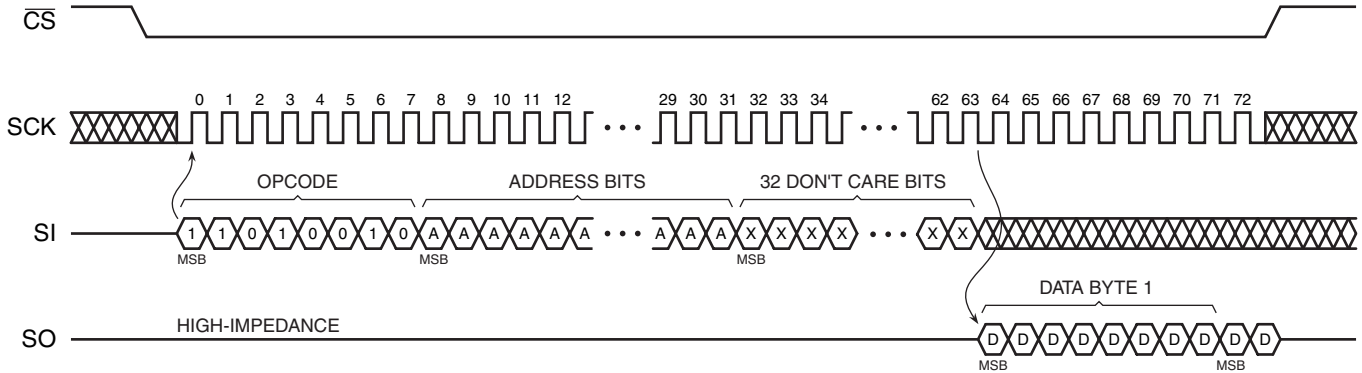 CS
SCK
0 1 2 3 4 5 6 7 8 9 10 11 12 29 30 31 32 33 34 62 63 64 65 66 67 68 69 70 71 72
OPCODE ADDRESS BITS 32 DON'T CARE BITS
SI
1 1 0 1 0 0 1 0 A A A A A A A A A X X X X X X
MSB MSB MSB
DATA BYTE 1
HIGH-IMPEDANCE
SO
D D D D D D D D D D
MSB MSB